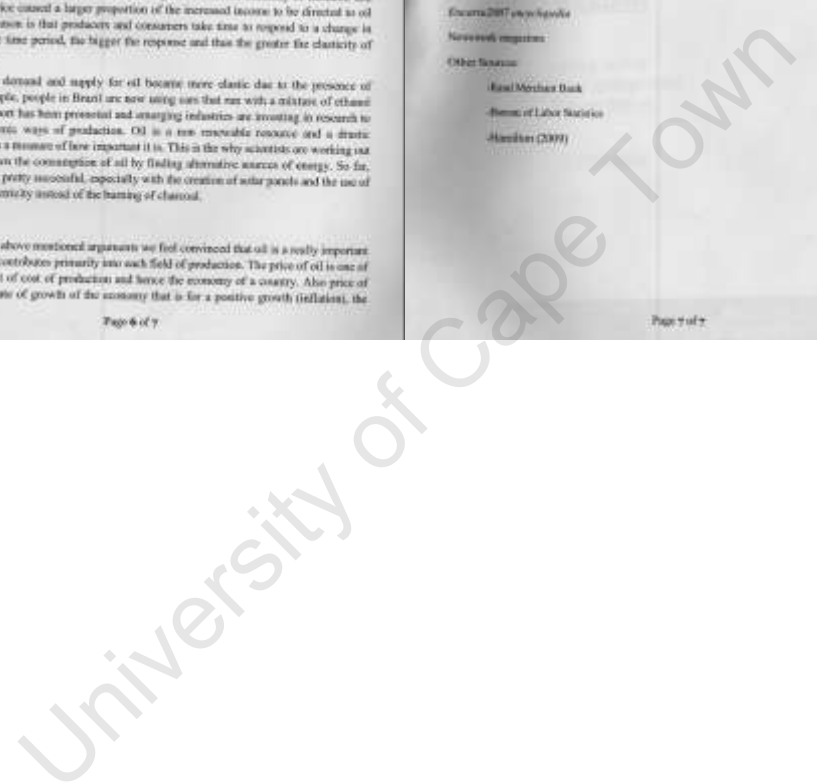 ice caused a larger proportion of the increased income to be directed to oil
ation is that producers and consumers take time to respond to a change in
time period, the bigger the response and thus the greater the elasticity of
demand and supply for oil became more elastic due to the presence of
ple, people in Brazil are now using cars that run with a mixture of ethanol
ort has been promoted and emerging industries are investing in research to
ways of production. Oil is a non renewable resource and a drastic
a measure of how important it is. This is the why scientists are working out
the consumption of oil by finding alternative sources of energy. So far,
pretty successful, especially with the creation of solar panels and the use of
instead of the burning of charcoal.
above mentioned arguments we feel convinced that oil is a really important
contributes primarily into each field of production. The price of oil is one of
of cost of production and hence the economy of a country. Also price of
ate of growth of the economy that is for a positive growth (inflation), the
Page 6 of 7
Encarta 2007 encyclopedia
Newsweek magazines
Other Sources:
Merchant Bank
-Bureau of Labor Statistics
-Hamilton (2009)
Page 7 of 7
University of Cape Town